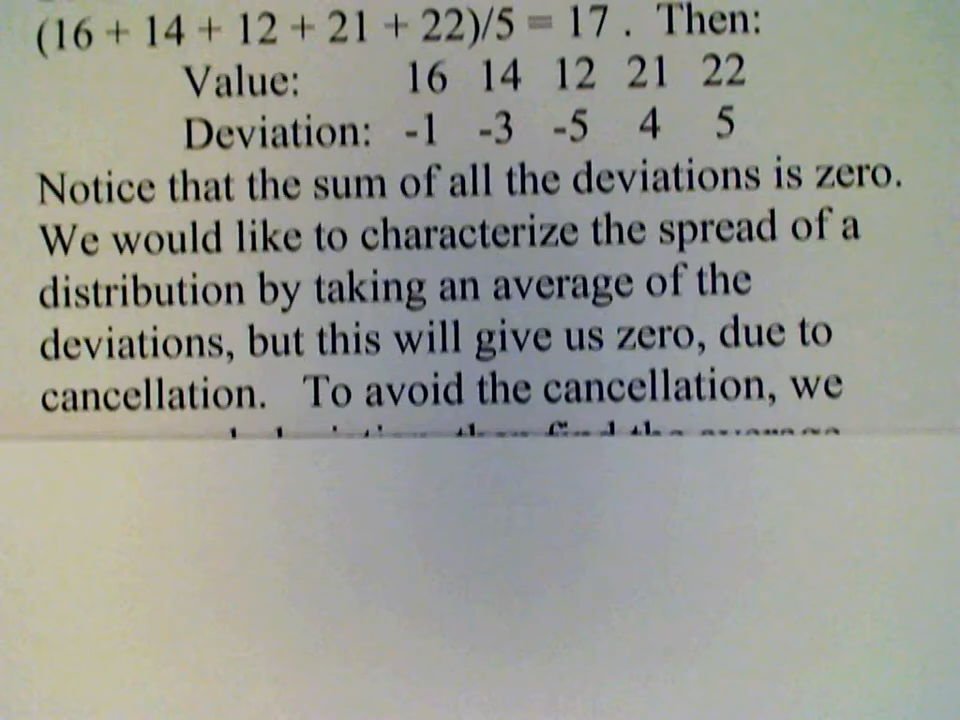 (16 + 14 + 12 + 21 + 22)/5 = 17 . Then:
Value: 16 14 12 21 22
Deviation: -1 -3 -5 4 5
Notice that the sum of all the deviations is zero.
We would like to characterize the spread of a
distribution by taking an average of the
deviations, but this will give us zero, due to
cancellation. To avoid the cancellation, we